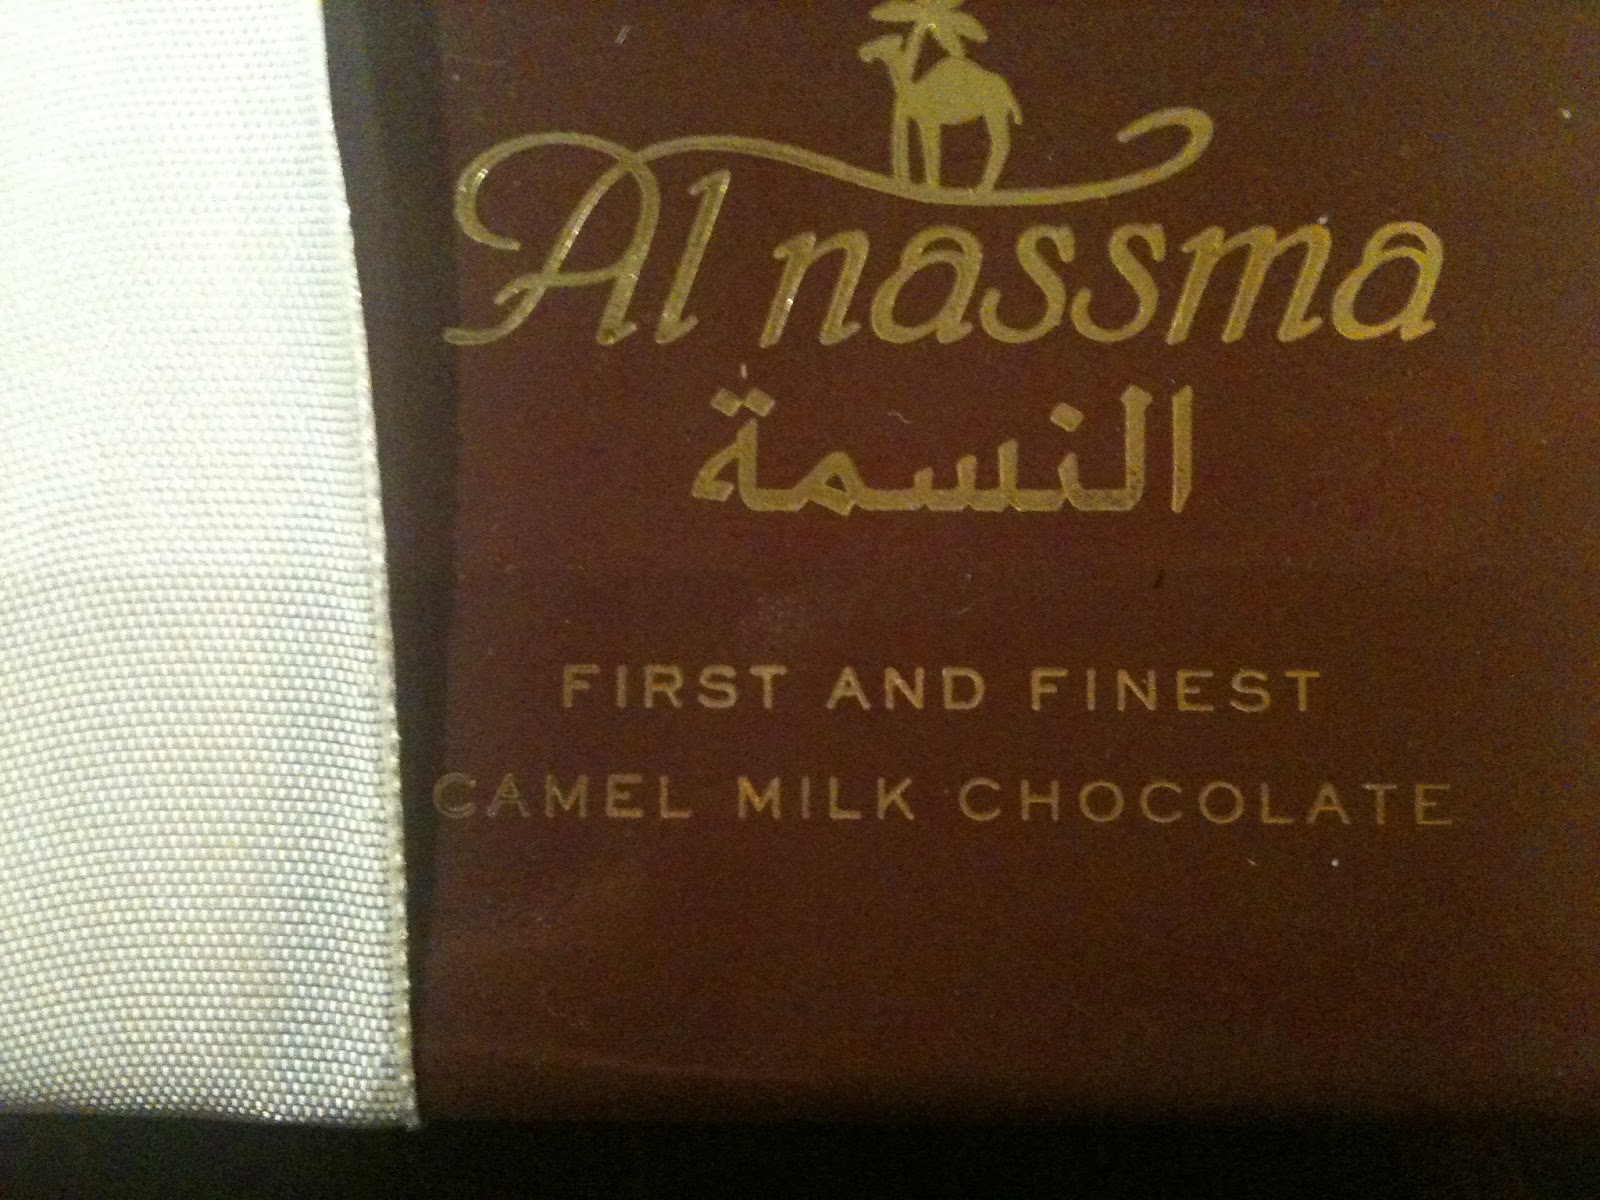 Al nassma
النسمة
FIRST AND FINEST
CAMEL MILK CHOCOLATE